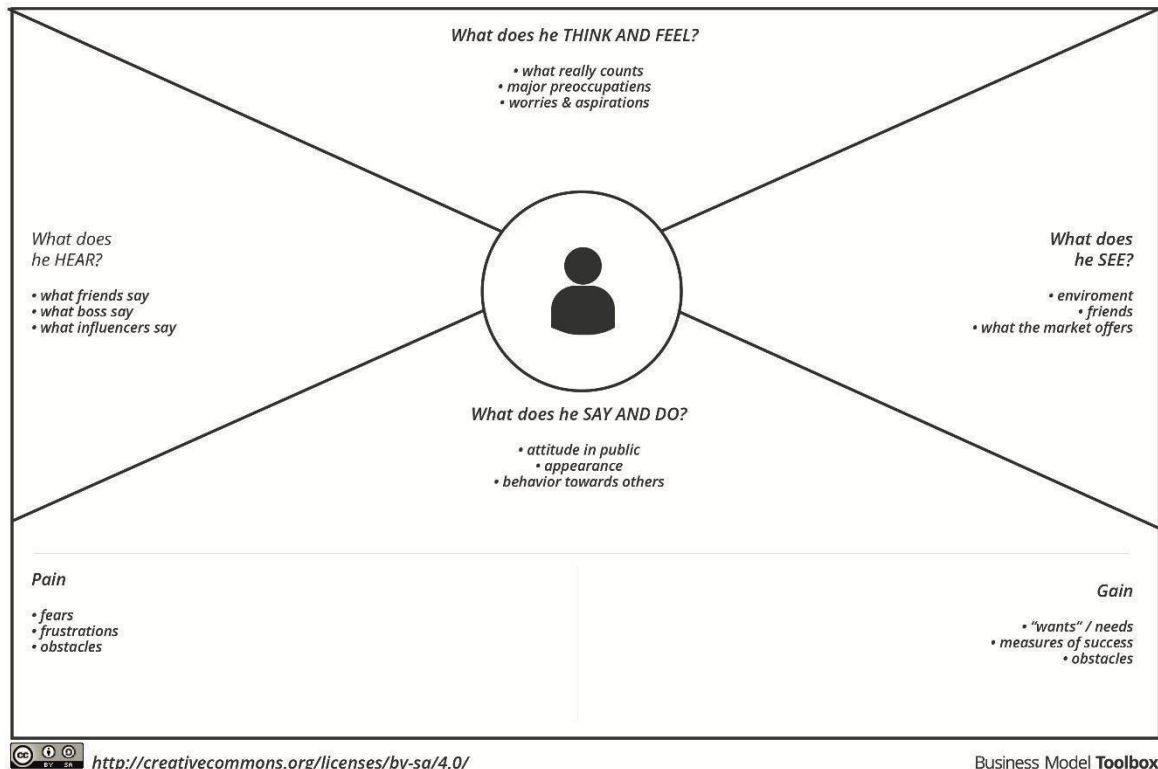 What does he THINK AND FEEL?
• what really counts
• major preoccupatiens
• worries & aspirations
What does
he HEAR?
• what friends say
• what boss say
• what influencers say
What does
he SEE?
• enviroment
• friends
• what the market offers
What does he SAY AND DO?
• attitude in public
• appearance
• behavior towards others
Pain
• fears
• frustrations
• obstacles
Gain
• “wants“ / needs
• measures of success
• obstacles
cc BY SA http://creativecommons.org/licenses/by-sa/4.0/
Business Model Toolbox